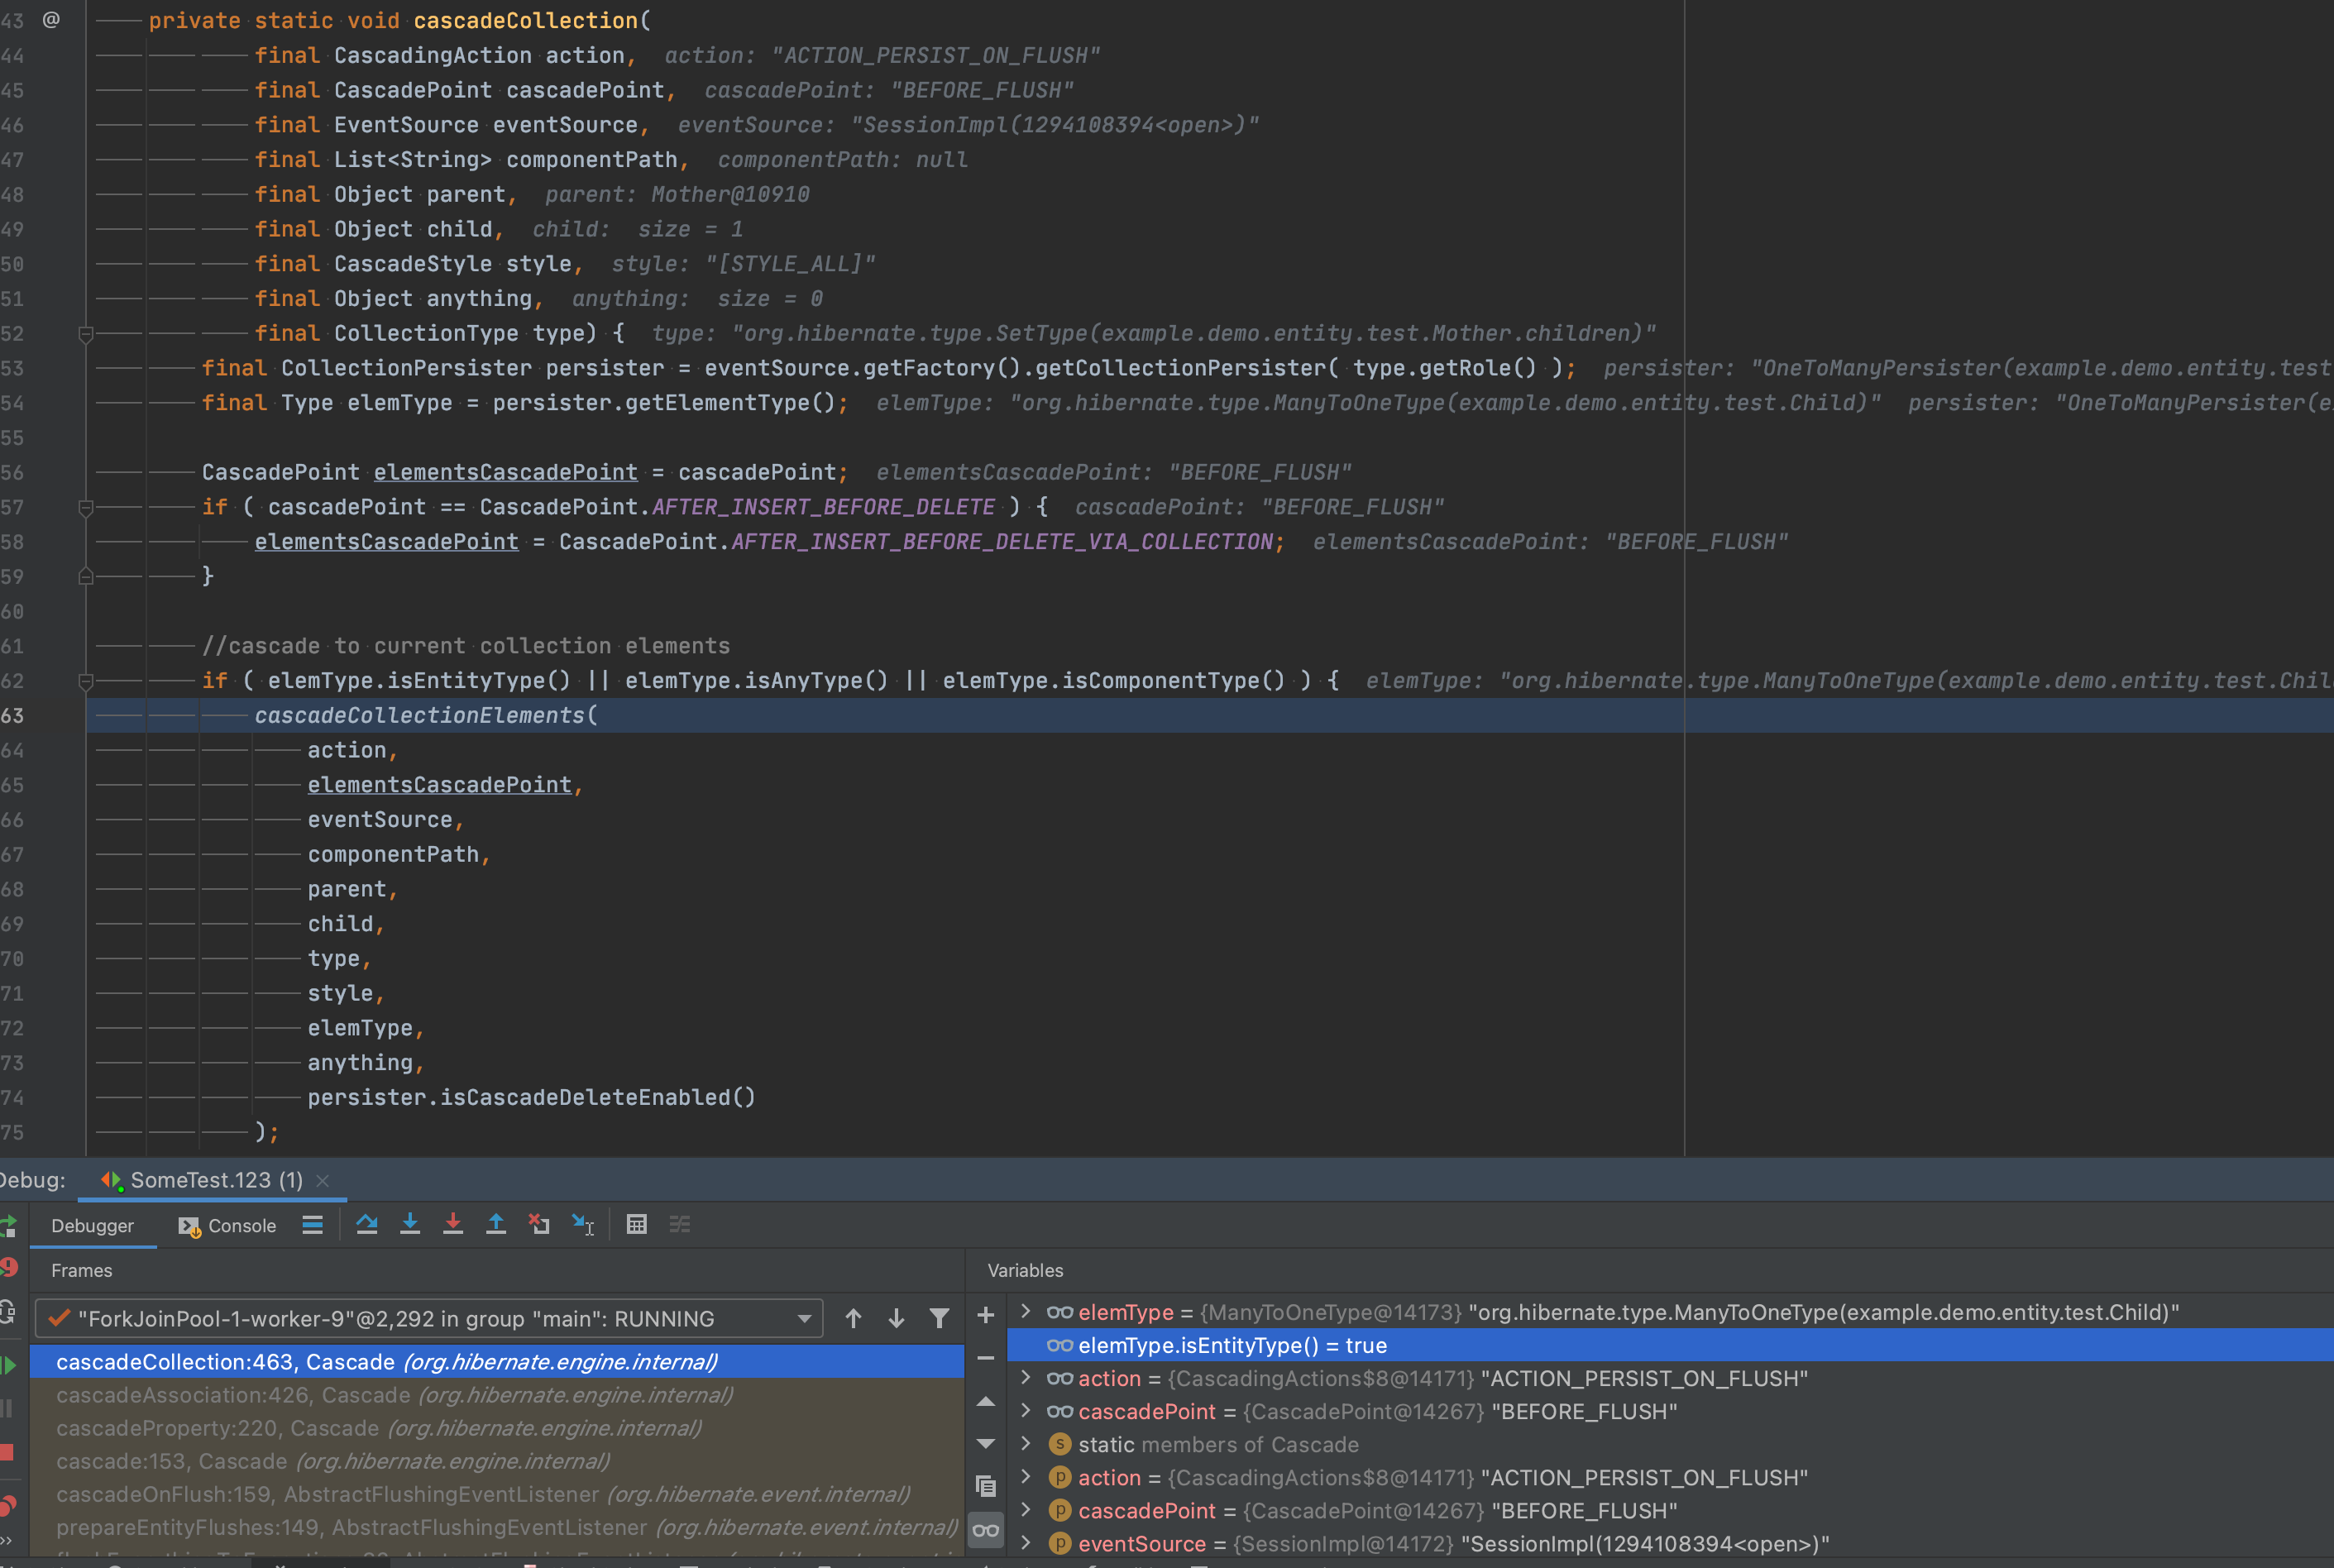 43 @ private static void cascadeCollection(
44 final CascadingAction action, action: "ACTION_PERSIST_ON_FLUSH"
45 final CascadePoint cascadePoint, cascadePoint: "BEFORE_FLUSH"
46 final EventSource eventSource, eventSource: "SessionImpl(1294108394<open>)"
47 final List<String> componentPath, componentPath: null
48 final Object parent, parent: Mother@10910
49 final Object child, child: size = 1
50 final CascadeStyle style, style: "[STYLE_ALL]"
51 final Object anything, anything: size = 0
52 final CollectionType type) { type: "org.hibernate.type.SetType(example.demo.entity.test.Mother.children)"
53 final CollectionPersister persister = eventSource.getFactory().getCollectionPersister( type.getRole() ); persister: "OneToManyPersister(example.demo.entity.test
54 final Type elemType = persister.getElementType(); elemType: "org.hibernate.type.ManyToOneType(example.demo.entity.test.Child)" persister: "OneToManyPersister(e
55
56 CascadePoint elementsCascadePoint = cascadePoint; elementsCascadePoint: "BEFORE_FLUSH"
57 if ( cascadePoint == CascadePoint.AFTER_INSERT_BEFORE_DELETE ) { cascadePoint: "BEFORE_FLUSH"
58 elementsCascadePoint = CascadePoint.AFTER_INSERT_BEFORE_DELETE_VIA_COLLECTION; elementsCascadePoint: "BEFORE_FLUSH"
59 }
60
61 //cascade to current collection elements
62 if ( elemType.isEntityType() || elemType.isAnyType() || elemType.isComponentType() ) { elemType: "org.hibernate.type.ManyToOneType(example.demo.entity.test.Chil
63 cascadeCollectionElements(
64 action,
65 elementsCascadePoint,
66 eventSource,
67 componentPath,
68 parent,
69 child,
70 type,
71 style,
72 elemType,
73 anything,
74 persister.isCascadeDeleteEnabled()
75 );
Debug: SomeTest.123 (1)
Debugger Console
Frames
"ForkJoinPool-1-worker-9"@2,292 in group "main": RUNNING
cascadeCollection:463, Cascade (org.hibernate.engine.internal)
cascadeAssociation:426, Cascade (org.hibernate.engine.internal)
cascadeProperty:220, Cascade (org.hibernate.engine.internal)
cascade:153, Cascade (org.hibernate.engine.internal)
cascadeOnFlush:159, AbstractFlushingEventListener (org.hibernate.event.internal)
prepareEntityFlushes:149, AbstractFlushingEventListener (org.hibernate.event.internal)
Variables
elemType = {ManyToOneType@14173} "org.hibernate.type.ManyToOneType(example.demo.entity.test.Child)"
elemType.isEntityType() = true
action = {CascadingActions$8@14171} "ACTION_PERSIST_ON_FLUSH"
cascadePoint = {CascadePoint@14267} "BEFORE_FLUSH"
s static members of Cascade
p action = {CascadingActions$8@14171} "ACTION_PERSIST_ON_FLUSH"
p cascadePoint = {CascadePoint@14267} "BEFORE_FLUSH"
p eventSource = {SessionImpl@14172} "SessionImpl(1294108394<open>)"